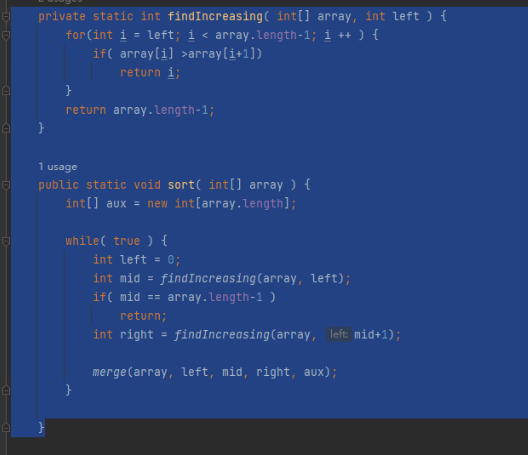 2 usages
private static int findIncreasing( int[] array, int left ) {
for(int i = left; i < array.length-1; i ++ ) {
if( array[i] >array[i+1])
return i;
}
return array.length-1;
}
1 usage
public static void sort( int[] array ) {
int[] aux = new int[array.length];
while( true ) {
int left = 0;
int mid = findIncreasing(array, left);
if( mid == array.length-1 )
return;
int right = findIncreasing(array, left: mid+1);
merge(array, left, mid, right, aux);
}
}